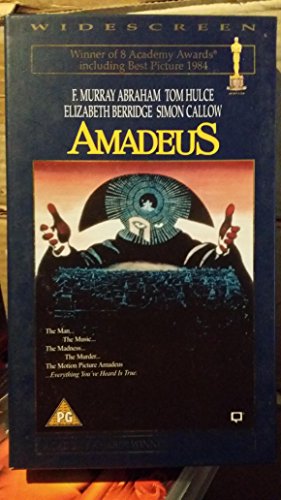 WIDESCREEN
Winner of 8 Academy Awards®
including Best Picture 1984
F. MURRAY ABRAHAM TOM HULCE
ELIZABETH BERRIDGE SIMON CALLOW
AMADEUS
The Man...
The Music...
The Madness...
The Murder...
The Motion Picture Amadeus
...Everything You've Heard Is True.
PG